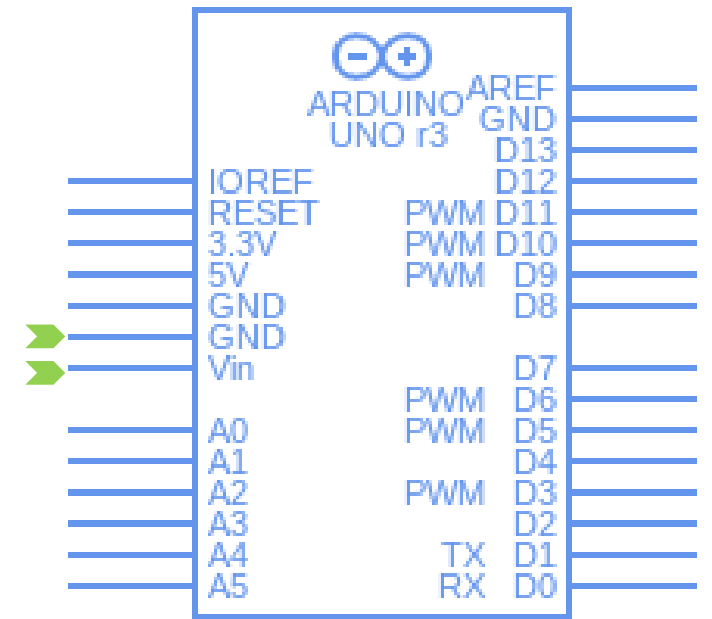 ARDUINO
UNO r3
AREF
GND
D13
IOREF D12
RESET PWM D11
3.3V PWM D10
5V PWM D9
GND D8
GND
Vin D7
PWM D6
A0 PWM D5
A1 D4
A2 PWM D3
A3 D2
A4 TX D1
A5 RX D0